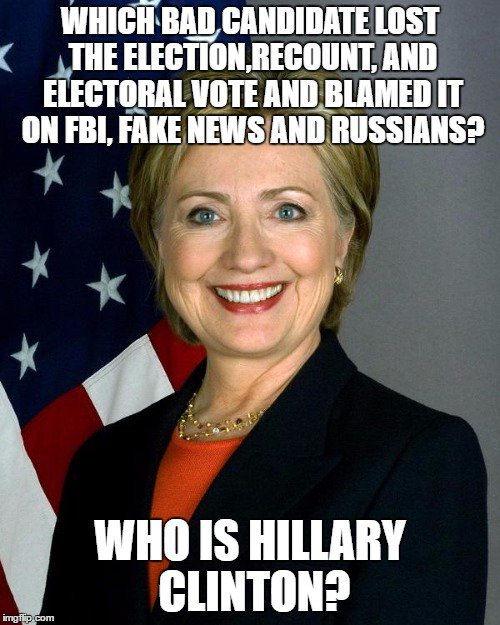 WHICH BAD CANDIDATE LOST
THE ELECTION,RECOUNT, AND
ELECTORAL VOTE AND BLAMED IT
ON FBI, FAKE NEWS AND RUSSIANS?
WHO IS HILLARY
CLINTON?
imgflip.com